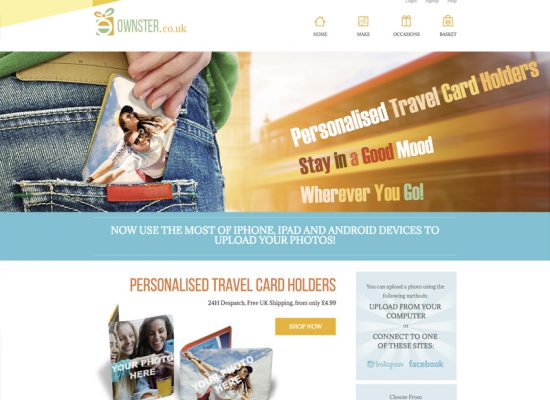 Login Signup Help
OWNSTER.co.uk
HOME MAKE OCCASIONS BASKET
Personalised Travel Card Holders
Stay in a Good Mood
Wherever You Go!
NOW USE THE MOST OF IPHONE, IPAD AND ANDROID DEVICES TO
UPLOAD YOUR PHOTOS!
PERSONALISED TRAVEL CARD HOLDERS
24H Despatch, Free UK Shipping, from only £4.99
SHOP NOW
YOUR PHOTO
HERE
YOUR PHOTO
HERE
You can upload a photo using the
following methods:
UPLOAD FROM YOUR
COMPUTER
or
CONNECT TO ONE
OF THESE SITES:
Instagram facebook
Choose From